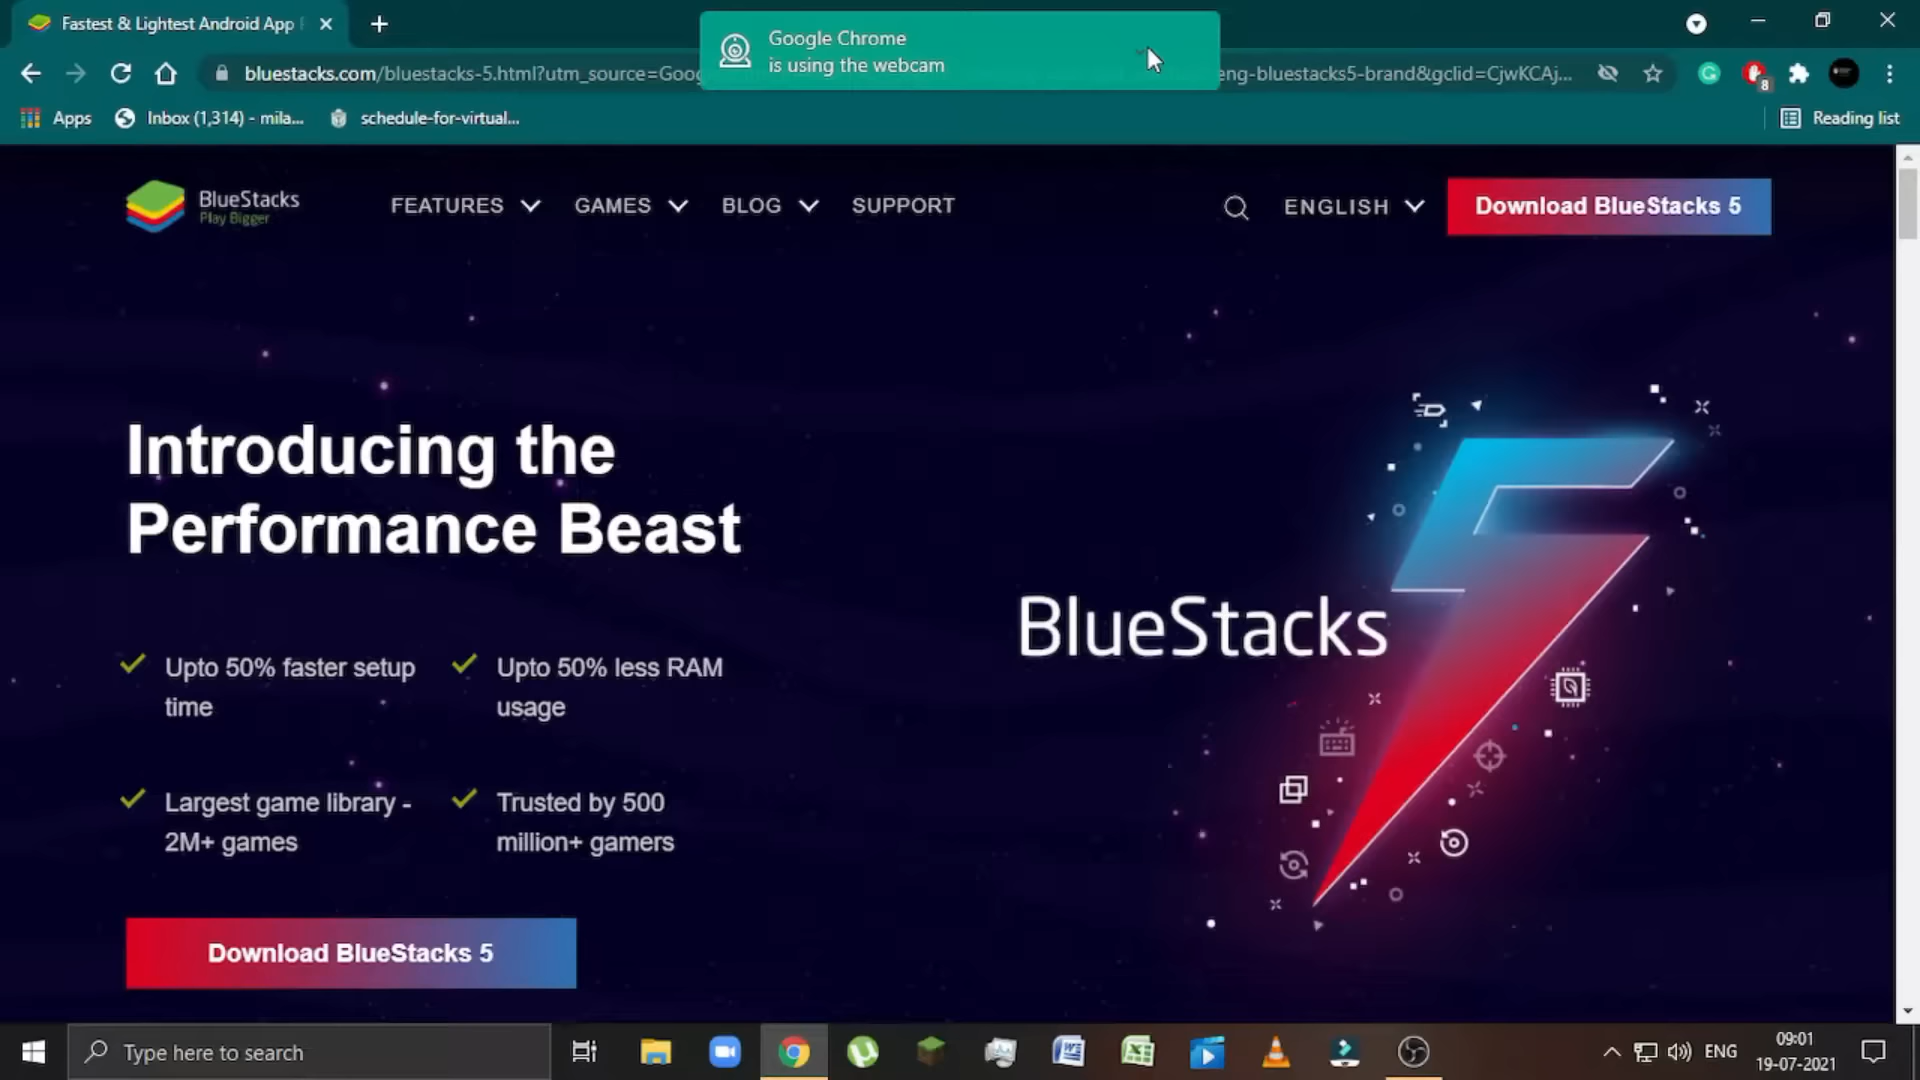 Fastest & Lightest Android App
Google Chrome
is using the webcam
bluestacks.com/bluestacks-5.html?utm_source=Goo
eng-bluestacks5-brand&gclid=CjwKCAj...
8
Apps
Inbox (1,314) - mila...
schedule-for-virtual...
Reading list
BlueStacks
Play Bigger
FEATURES
GAMES
BLOG
SUPPORT
ENGLISH
Download BlueStacks 5
Introducing the
Performance Beast
Upto 50% faster setup
time
Upto 50% less RAM
usage
Largest game library -
2M+ games
Trusted by 500
million+ gamers
BlueStacks
5
Download BlueStacks 5
Type here to search
ENG
09:01
19-07-2021